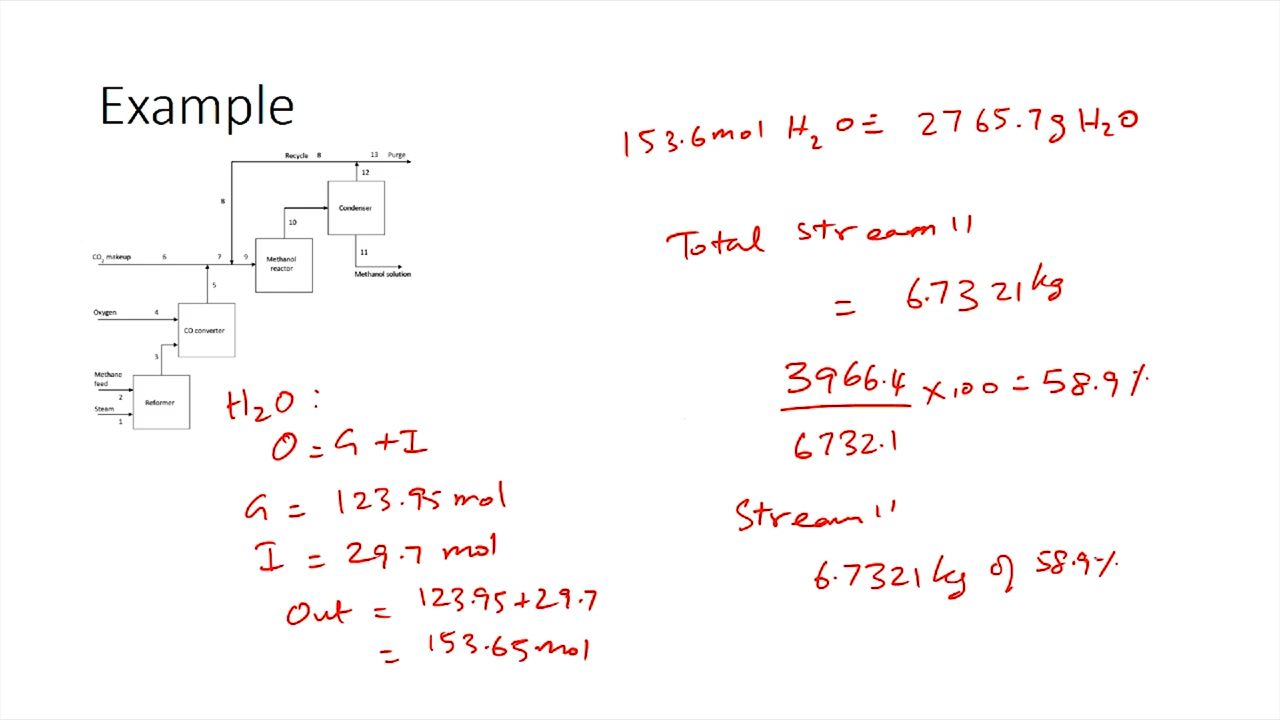 Example
Recycle 8 13 Purge
12
8
Condenser
10
CO2 makeup 6 7 9 Methanol reactor
11
Methanol solution
5
Oxygen 4 CO converter
3
Methane feed
2
Reformer
Steam
1
H2O :
O = G + I
G = 123.95 mol
I = 29.7 mol
Out = 123.95+29.7
= 153.65 mol
153.6 mol H2O ≡ 2765.7g H2O
Total stream 11
= 6.7321 kg
3966.4
6732.1
x 100 = 58.9%
Stream 11
6.7321 kg of 58.9%